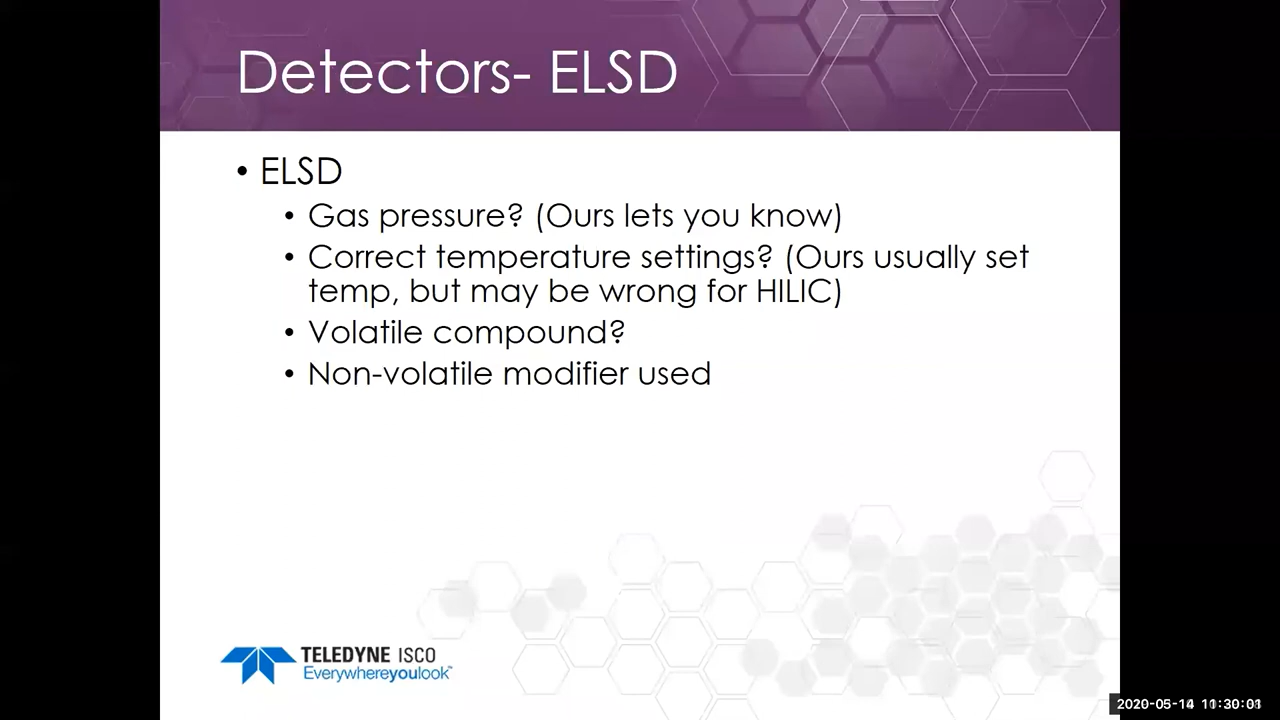 Detectors- ELSD
• ELSD
• Gas pressure? (Ours lets you know)
• Correct temperature settings? (Ours usually set
temp, but may be wrong for HILIC)
• Volatile compound?
• Non-volatile modifier used
TELEDYNE ISCO
Everywhereyoulook™
2020-05-14 11:30:01